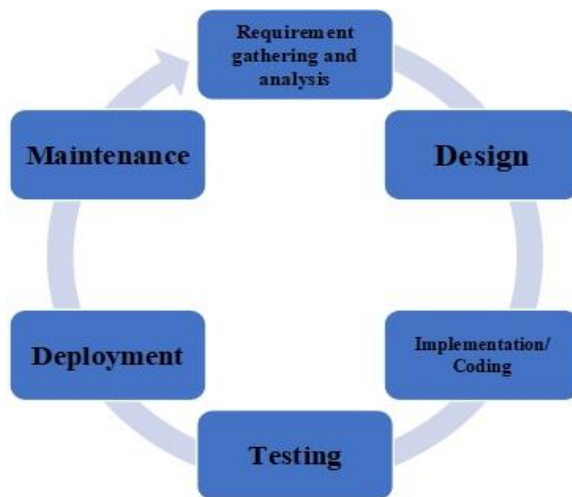 Requirement
gathering and
analysis
Design
Implementation/
Coding
Testing
Deployment
Maintenance